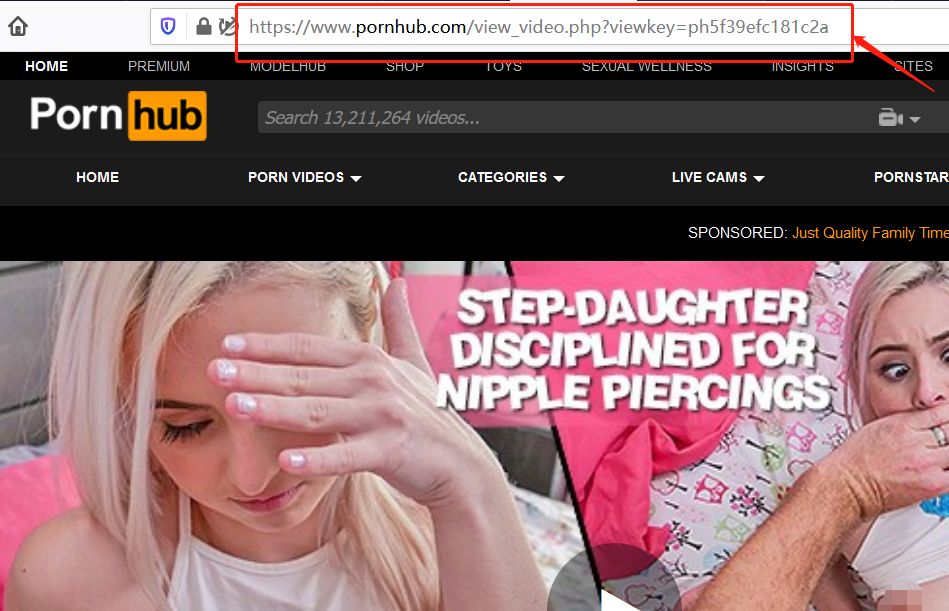 https://www.pornhub.com/view_video.php?viewkey=ph5f39efc181c2a
HOME PREMIUM MODELHUB SHOP TOYS SEXUAL WELLNESS INSIGHTS SITES
Porn hub
Search 13,211,264 videos...
HOME PORN VIDEOS CATEGORIES LIVE CAMS PORNSTAR
SPONSORED: Just Quality Family Time
STEP-DAUGHTER
DISCIPLINED FOR
NIPPLE PIERCINGS